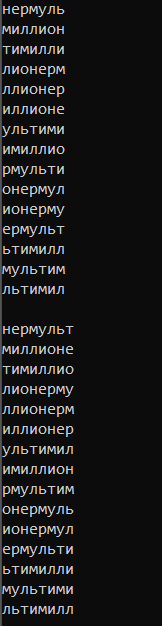 нермуль
миллион
тимилли
лионерм
ллионер
иллионе
ультими
имиллио
рмульти
онермул
ионерму
ермульт
ьтимилл
мультим
льтимил

нермульт
миллионе
тимиллио
лионерму
ллионерм
иллионер
ультимил
имиллион
рмультим
онермуль
ионермул
ермульти
ьтимилли
мультими
льтимилл